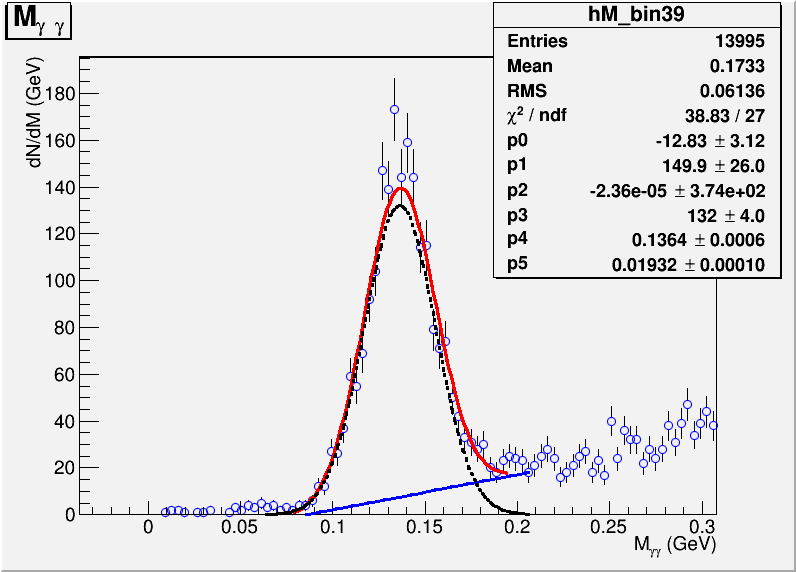 Mγ γ
hM_bin39
Entries 13995
Mean 0.1733
RMS 0.06136
χ² / ndf 38.83 / 27
p0 -12.83 ± 3.12
p1 149.9 ± 26.0
p2 -2.36e-05 ± 3.74e+02
p3 132 ± 4.0
p4 0.1364 ± 0.0006
p5 0.01932 ± 0.00010
dN/dM (GeV)
180
160
140
120
100
80
60
40
20
0
0 0.05 0.1 0.15 0.2 0.25 0.3
Mγγ (GeV)